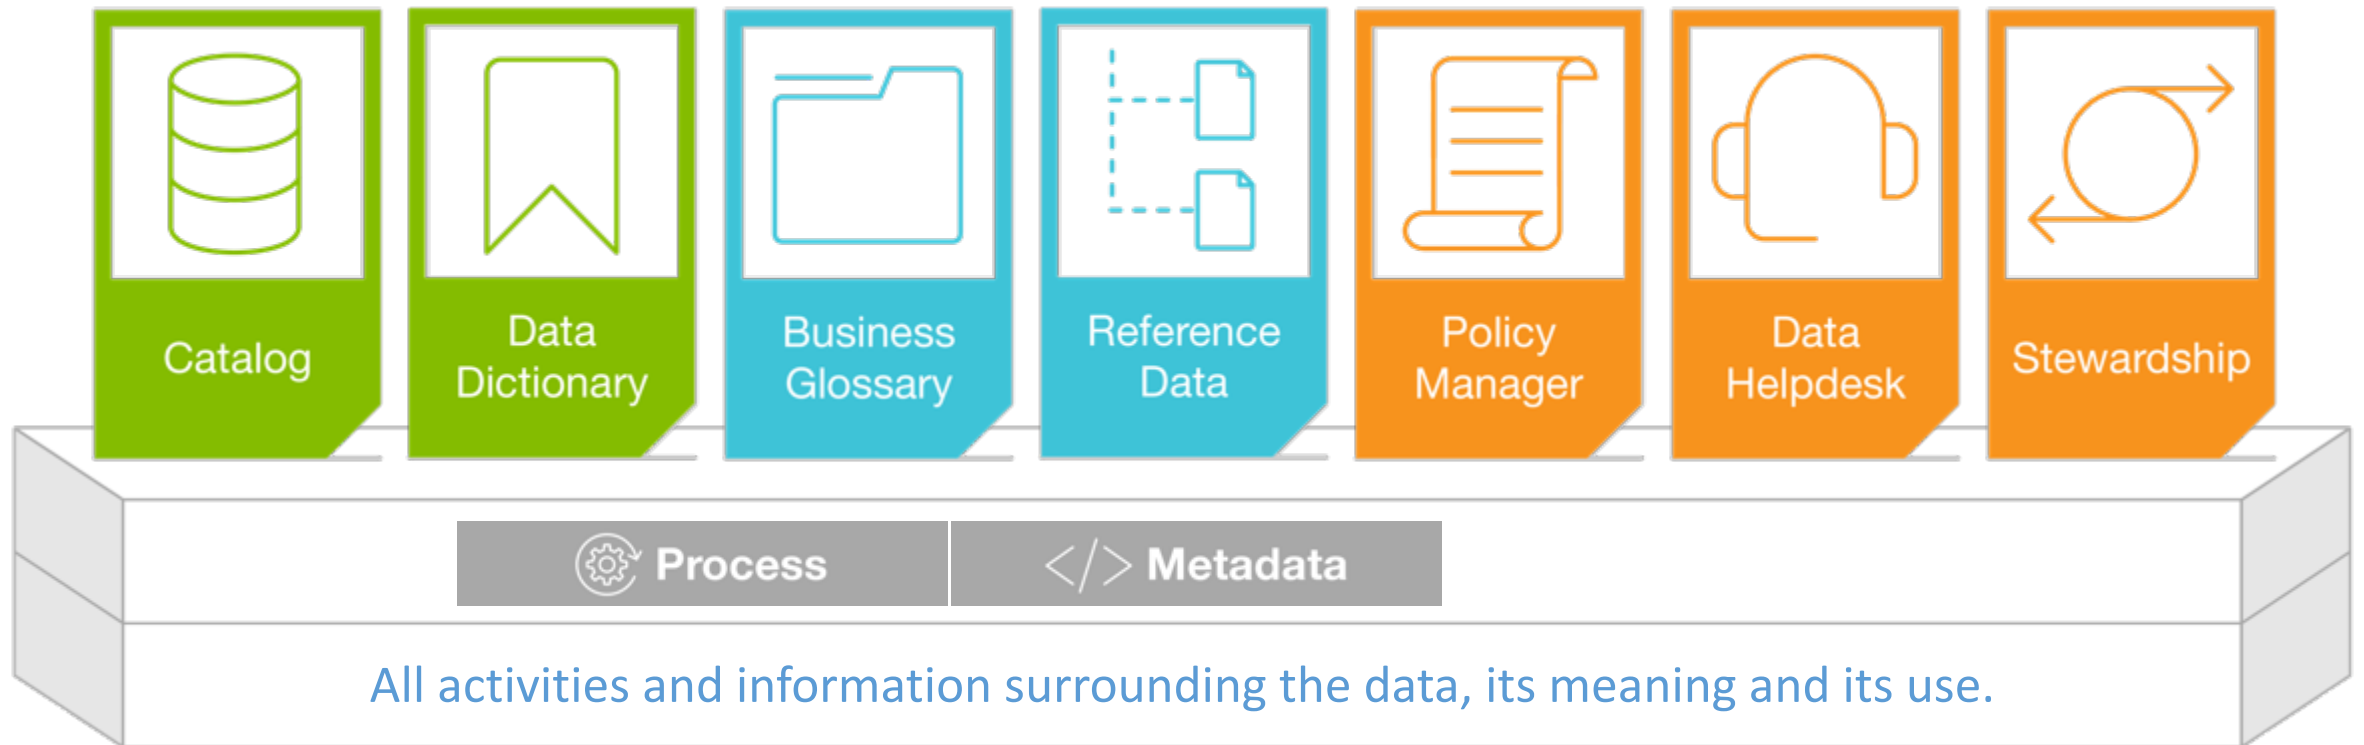 Catalog
Data
Dictionary
Business
Glossary
Reference
Data
Policy
Manager
Data
Helpdesk
Stewardship
Process
</> Metadata
All activities and information surrounding the data, its meaning and its use.